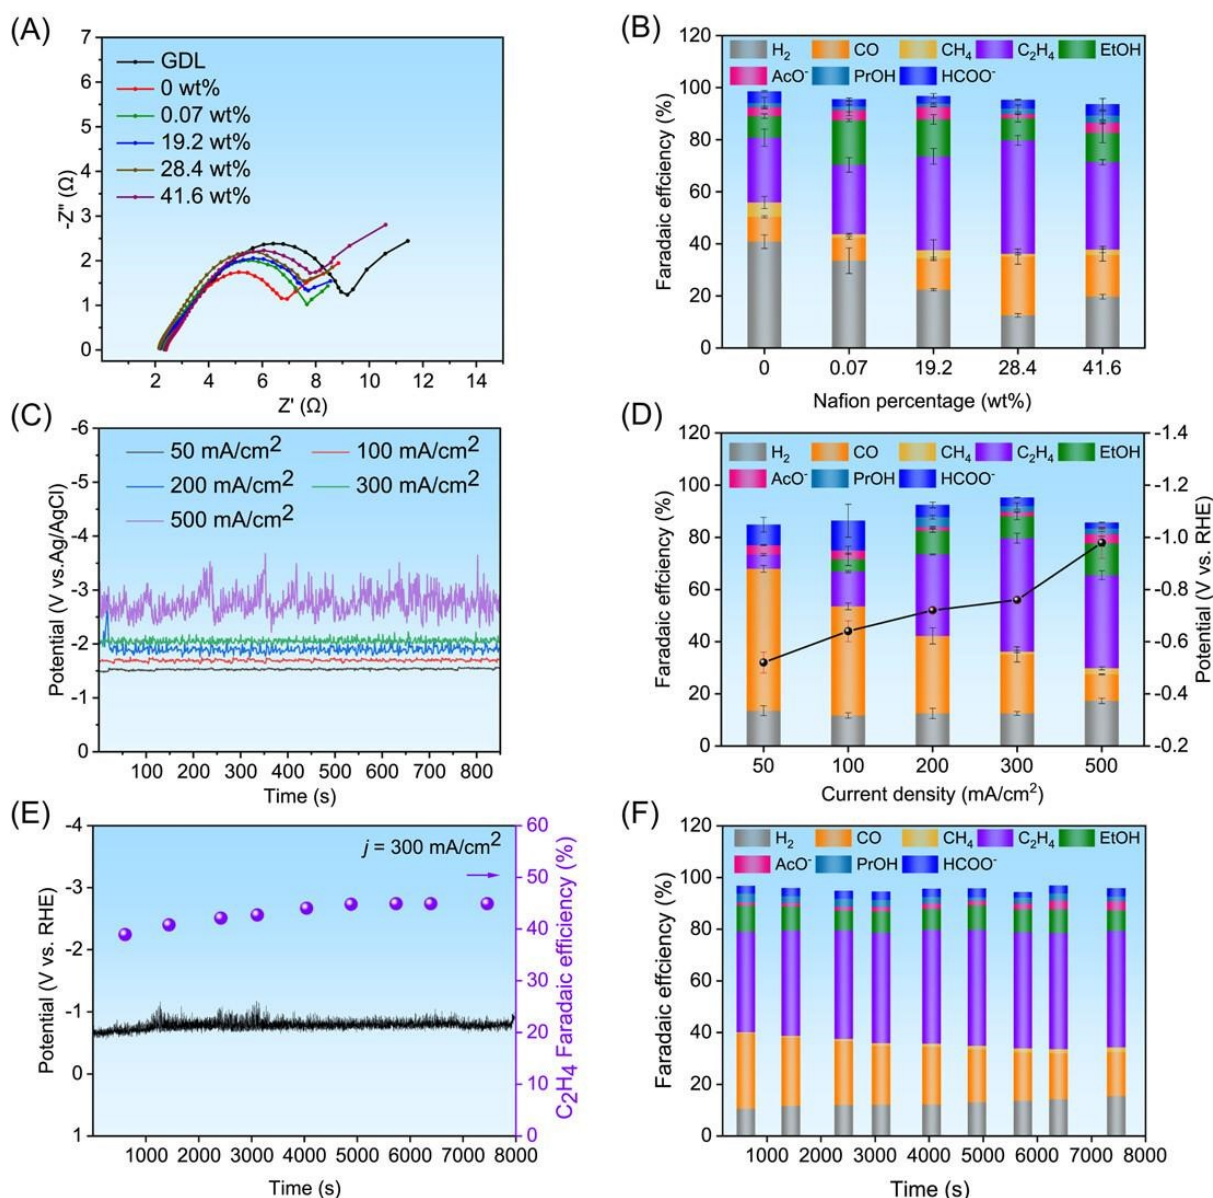 (A)
7
6
5
4
3
2
1
0
-Z" (Ω)
GDL
0 wt%
0.07 wt%
19.2 wt%
28.4 wt%
41.6 wt%
2 4 6 8 10 12 14
Z' (Ω)
(B)
120
100
80
60
40
20
0
Faradaic effciency (%)
H2 CO CH4 C2H4 EtOH
AcO- PrOH HCOO-
0 0.07 19.2 28.4 41.6
Nafion percentage (wt%)
(C)
-6
-5
-4
-3
-2
-1
0
Potential (V vs.Ag/AgCl)
50 mA/cm2 100 mA/cm2
200 mA/cm2 300 mA/cm2
500 mA/cm2
100 200 300 400 500 600 700 800
Time (s)
(D)
120
100
80
60
40
20
0
Faradaic effciency (%)
H2 CO CH4 C2H4 EtOH
AcO- PrOH HCOO-
-1.4
-1.2
-1.0
-0.8
-0.6
-0.4
-0.2
Potential (V vs. RHE)
50 100 200 300 500
Current density (mA/cm2)
(E)
-4
-3
-2
-1
0
1
Potential (V vs. RHE)
j = 300 mA/cm2
60
50
40
30
20
10
0
C2H4 Faradaic efficiency (%)
1000 2000 3000 4000 5000 6000 7000 8000
Time (s)
(F)
120
100
80
60
40
20
0
Faradaic effciency (%)
H2 CO CH4 C2H4 EtOH
AcO- PrOH HCOO-
1000 2000 3000 4000 5000 6000 7000 8000
Time (s)